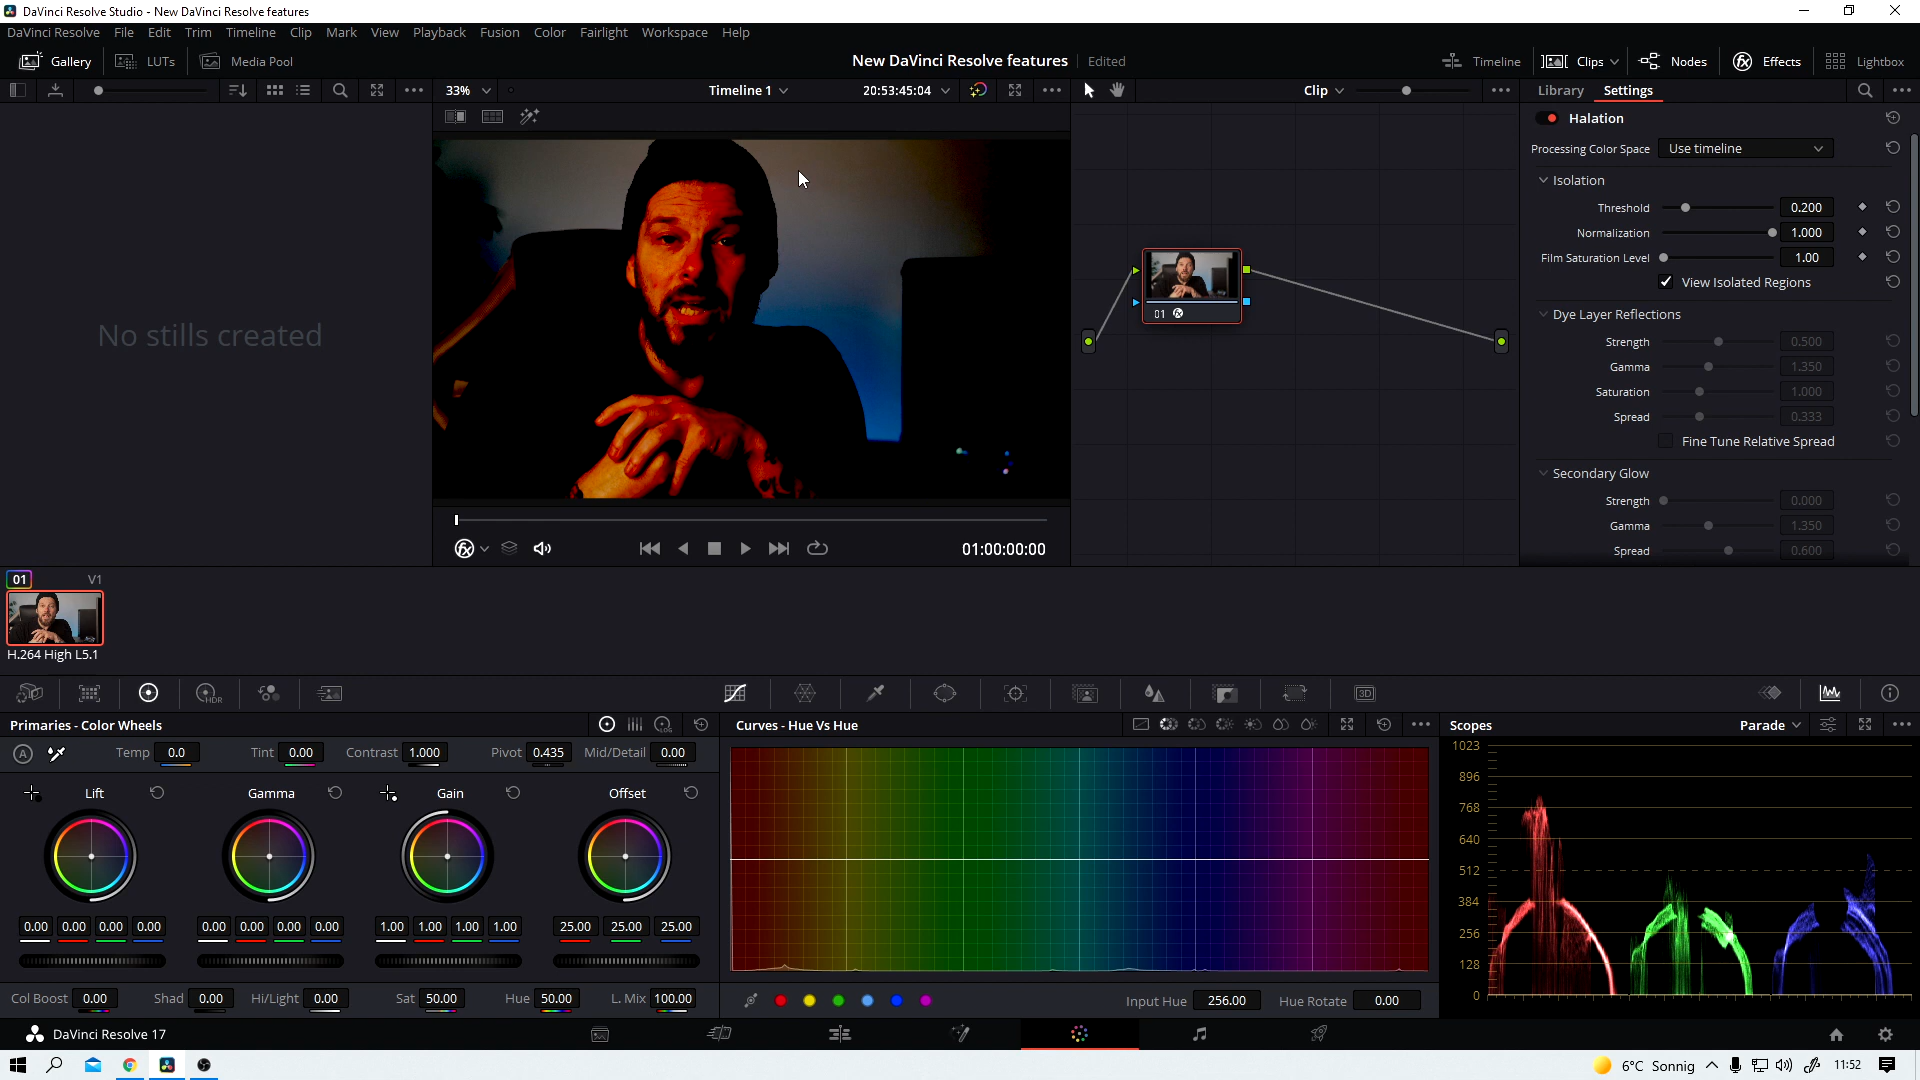 DaVinci Resolve Studio - New DaVinci Resolve features
DaVinci Resolve File Edit Trim Timeline Clip Mark View Playback Fusion Color Fairlight Workspace Help
Gallery LUTs Media Pool New DaVinci Resolve features Edited Timeline Clips Nodes Effects Lightbox
33% Timeline 1 20:53:45:04 Clip Library Settings
Halation
Processing Color Space Use timeline
Isolation
Threshold 0.200
Normalization 1.000
Film Saturation Level 1.00
View Isolated Regions
Dye Layer Reflections
Strength 0.500
Gamma 1.350
Saturation 1.000
Spread 0.333
Fine Tune Relative Spread
Secondary Glow
Strength 0.000
Gamma 1.350
Spread 0.600
No stills created
01
01:00:00:00
01 V1
H.264 High L5.1
HDR
3D
Primaries - Color Wheels
LOG
Curves - Hue Vs Hue
Scopes Parade
A Temp 0.0 Tint 0.00 Contrast 1.000 Pivot 0.435 Mid/Detail 0.00
Lift Gamma Gain Offset
0.00 0.00 0.00 0.00 0.00 0.00 0.00 0.00 1.00 1.00 1.00 1.00 25.00 25.00 25.00
1023
896
768
640
512
384
256
128
0
Col Boost 0.00 Shad 0.00 Hi/Light 0.00 Sat 50.00 Hue 50.00 L. Mix 100.00
Input Hue 256.00 Hue Rotate 0.00
DaVinci Resolve 17
6°C Sonnig 11:52